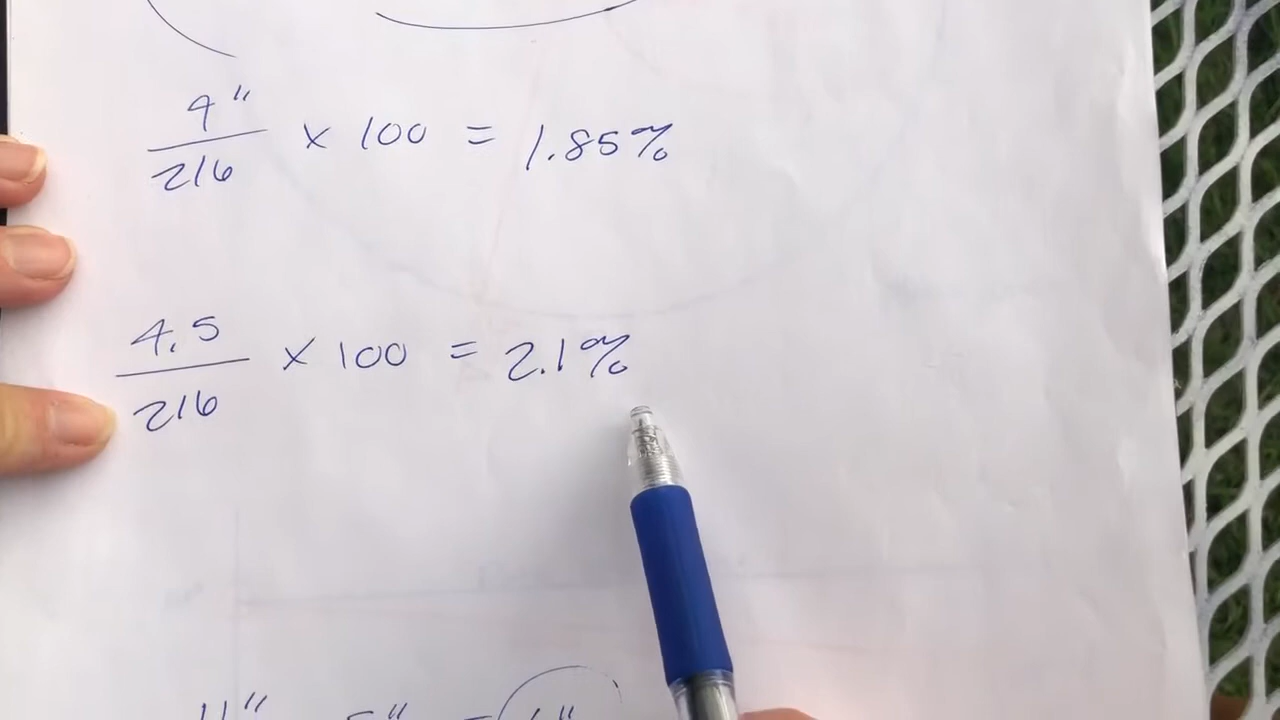 4"
216 x 100 = 1.85%
4.5
216 x 100 = 2.1%